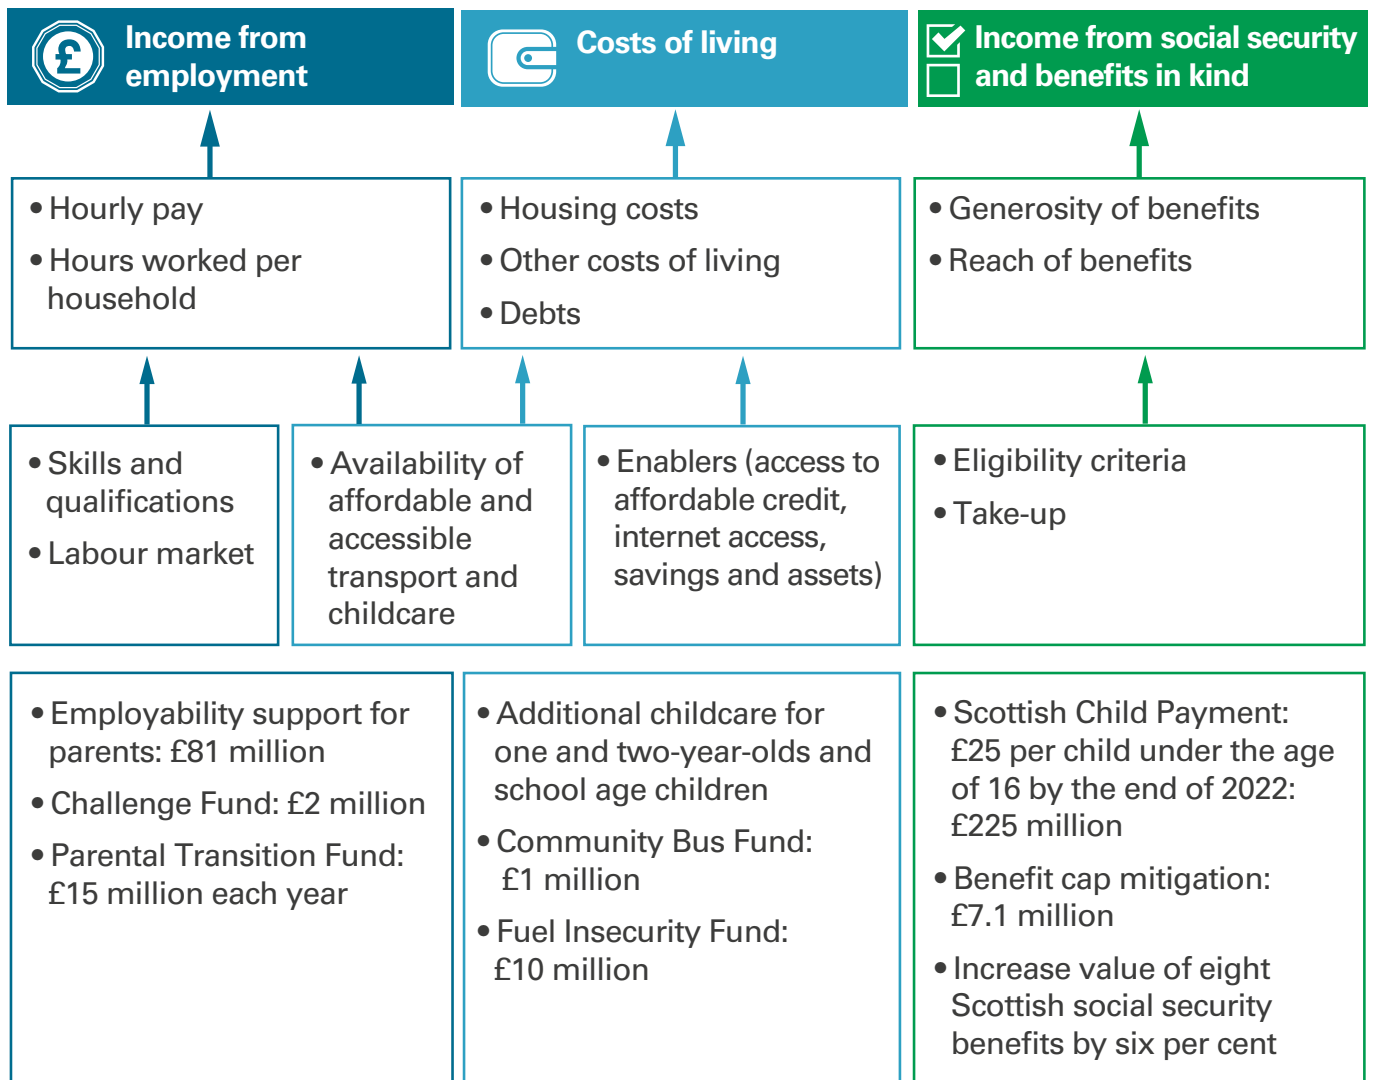 £
Income from
employment
Costs of living
Income from social security
and benefits in kind
• Hourly pay
• Hours worked per
household
• Housing costs
• Other costs of living
• Debts
• Generosity of benefits
• Reach of benefits
• Skills and
qualifications
• Labour market
• Availability of
affordable and
accessible
transport and
childcare
• Enablers (access to
affordable credit,
internet access,
savings and assets)
• Eligibility criteria
• Take-up
• Employability support for
parents: £81 million
• Challenge Fund: £2 million
• Parental Transition Fund:
£15 million each year
• Additional childcare for
one and two-year-olds and
school age children
• Community Bus Fund:
£1 million
• Fuel Insecurity Fund:
£10 million
• Scottish Child Payment:
£25 per child under the age
of 16 by the end of 2022:
£225 million
• Benefit cap mitigation:
£7.1 million
• Increase value of eight
Scottish social security
benefits by six per cent